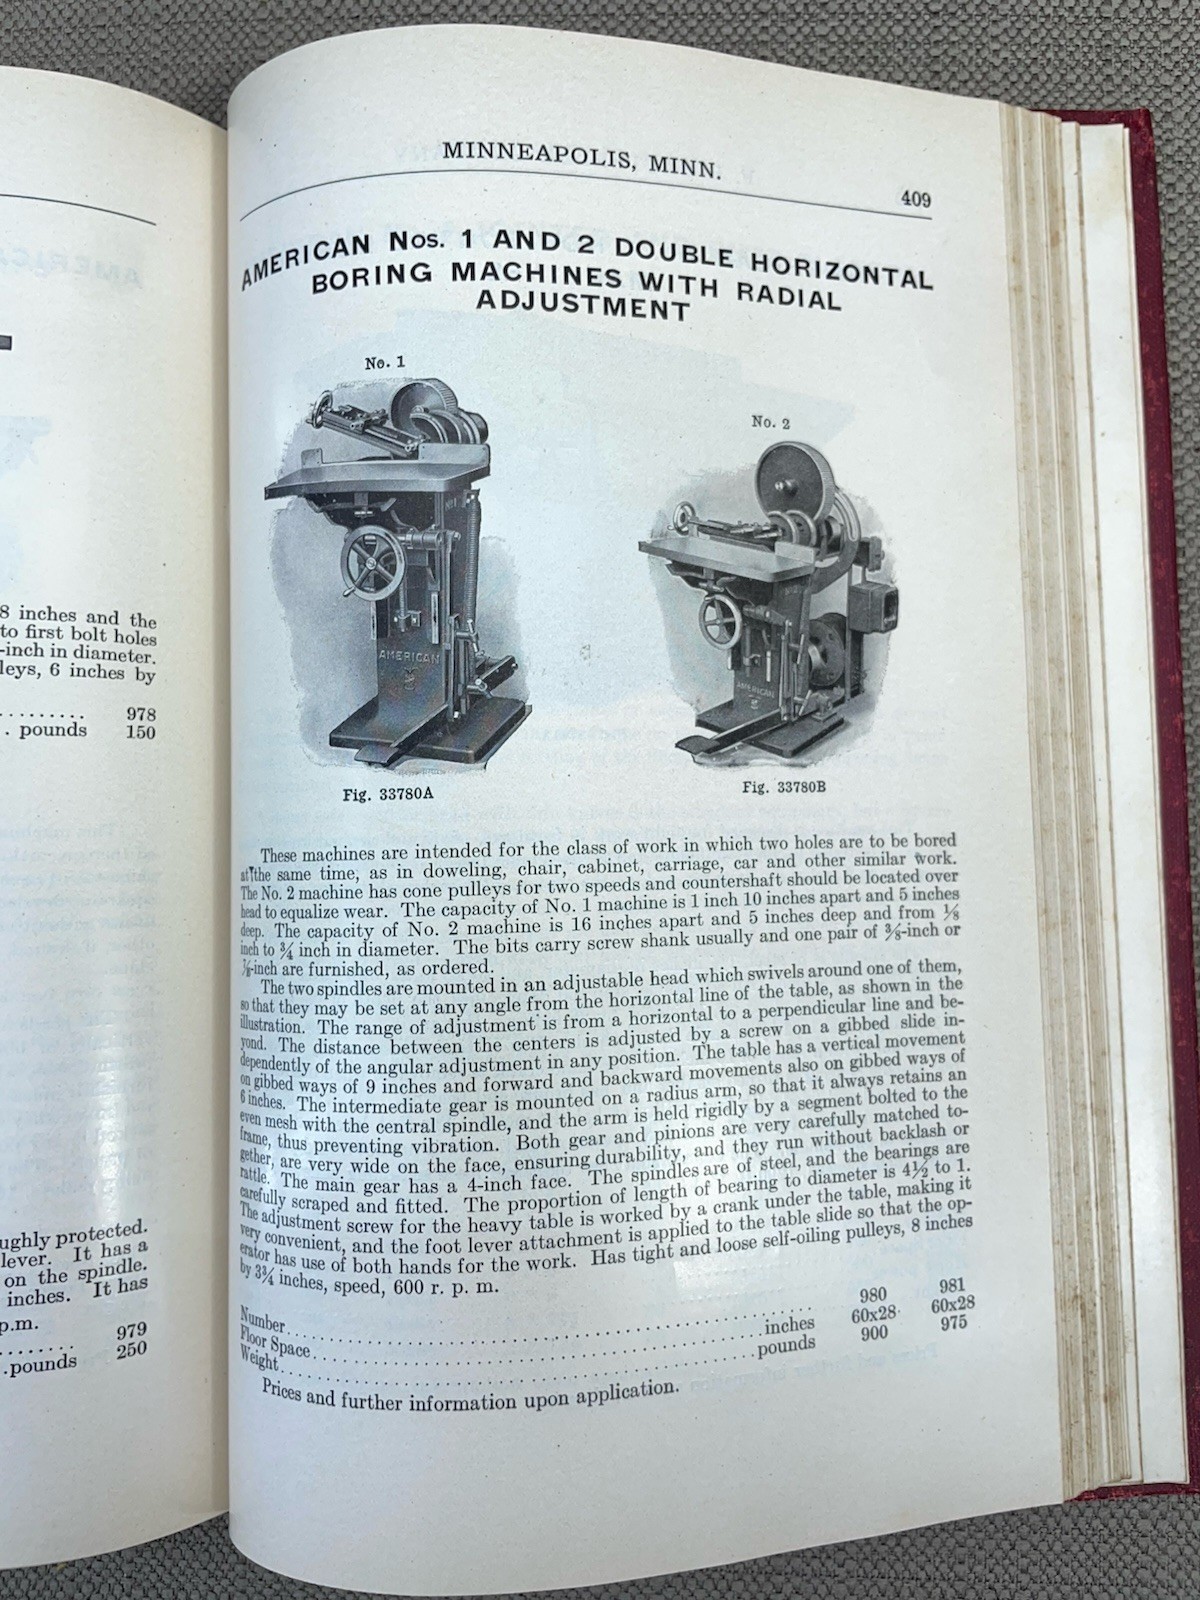 8 inches and the
to first bolt holes
-inch in diameter.
leys, 6 inches by
......... 978
. pounds 150
ughly protected.
lever. It has a
on the spindle.
inches. It has
p.m.
........ 979
.pounds 250
MINNEAPOLIS, MINN.
409
AMERICAN Nos. 1 AND 2 DOUBLE HORIZONTAL
BORING MACHINES WITH RADIAL
ADJUSTMENT
No. 1
No. 2
AMERICAN
AMERICAN
Fig. 33780A
Fig. 33780B
These machines are intended for the class of work in which two holes are to be bored
at the same time, as in doweling, chair, cabinet, carriage, car and other similar work.
The No. 2 machine has cone pulleys for two speeds and countershaft should be located over
head to equalize wear. The capacity of No. 1 machine is 1 inch 10 inches apart and 5 inches
deep. The capacity of No. 2 machine is 16 inches apart and 5 inches deep and from ⅛
inch to ¾ inch in diameter. The bits carry screw shank usually and one pair of ⅜-inch or
-inch are furnished, as ordered.
The two spindles are mounted in an adjustable head which swivels around one of them,
so that they may be set at any angle from the horizontal line of the table, as shown in the
illustration. The range of adjustment is from a horizontal to a perpendicular line and be-
yond. The distance between the centers is adjusted by a screw on a gibbed slide in-
dependently of the angular adjustment in any position. The table has a vertical movement
on gibbed ways of 9 inches and forward and backward movements also on gibbed ways of
6 inches. The intermediate gear is mounted on a radius arm, so that it always retains an
even mesh with the central spindle, and the arm is held rigidly by a segment bolted to the
frame, thus preventing vibration. Both gear and pinions are very carefully matched to-
gether, are very wide on the face, ensuring durability, and they run without backlash or
rattle. The main gear has a 4-inch face. The spindles are of steel, and the bearings are
carefully scraped and fitted. The proportion of length of bearing to diameter is 4½ to 1.
The adjustment screw for the heavy table is worked by a crank under the table, making it
very convenient, and the foot lever attachment is applied to the table slide so that the op-
erator has use of both hands for the work. Has tight and loose self-oiling pulleys, 8 inches
by 3¾ inches, speed, 600 r. p. m.
Number........................................ 980 981
Floor Space........................................inches 60x28 60x28
Weight........................................pounds 900 975
Prices and further information upon application.